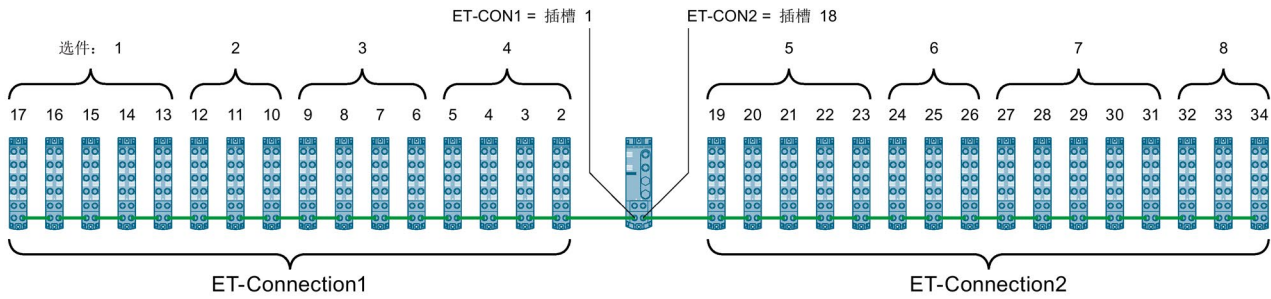 ET-CON1 = 插槽 1 ET-CON2 = 插槽 18
选件： 1 2 3 4 5 6 7 8
17 16 15 14 13 12 11 10 9 8 7 6 5 4 3 2 19 20 21 22 23 24 25 26 27 28 29 30 31 32 33 34
ET-Connection1 ET-Connection2